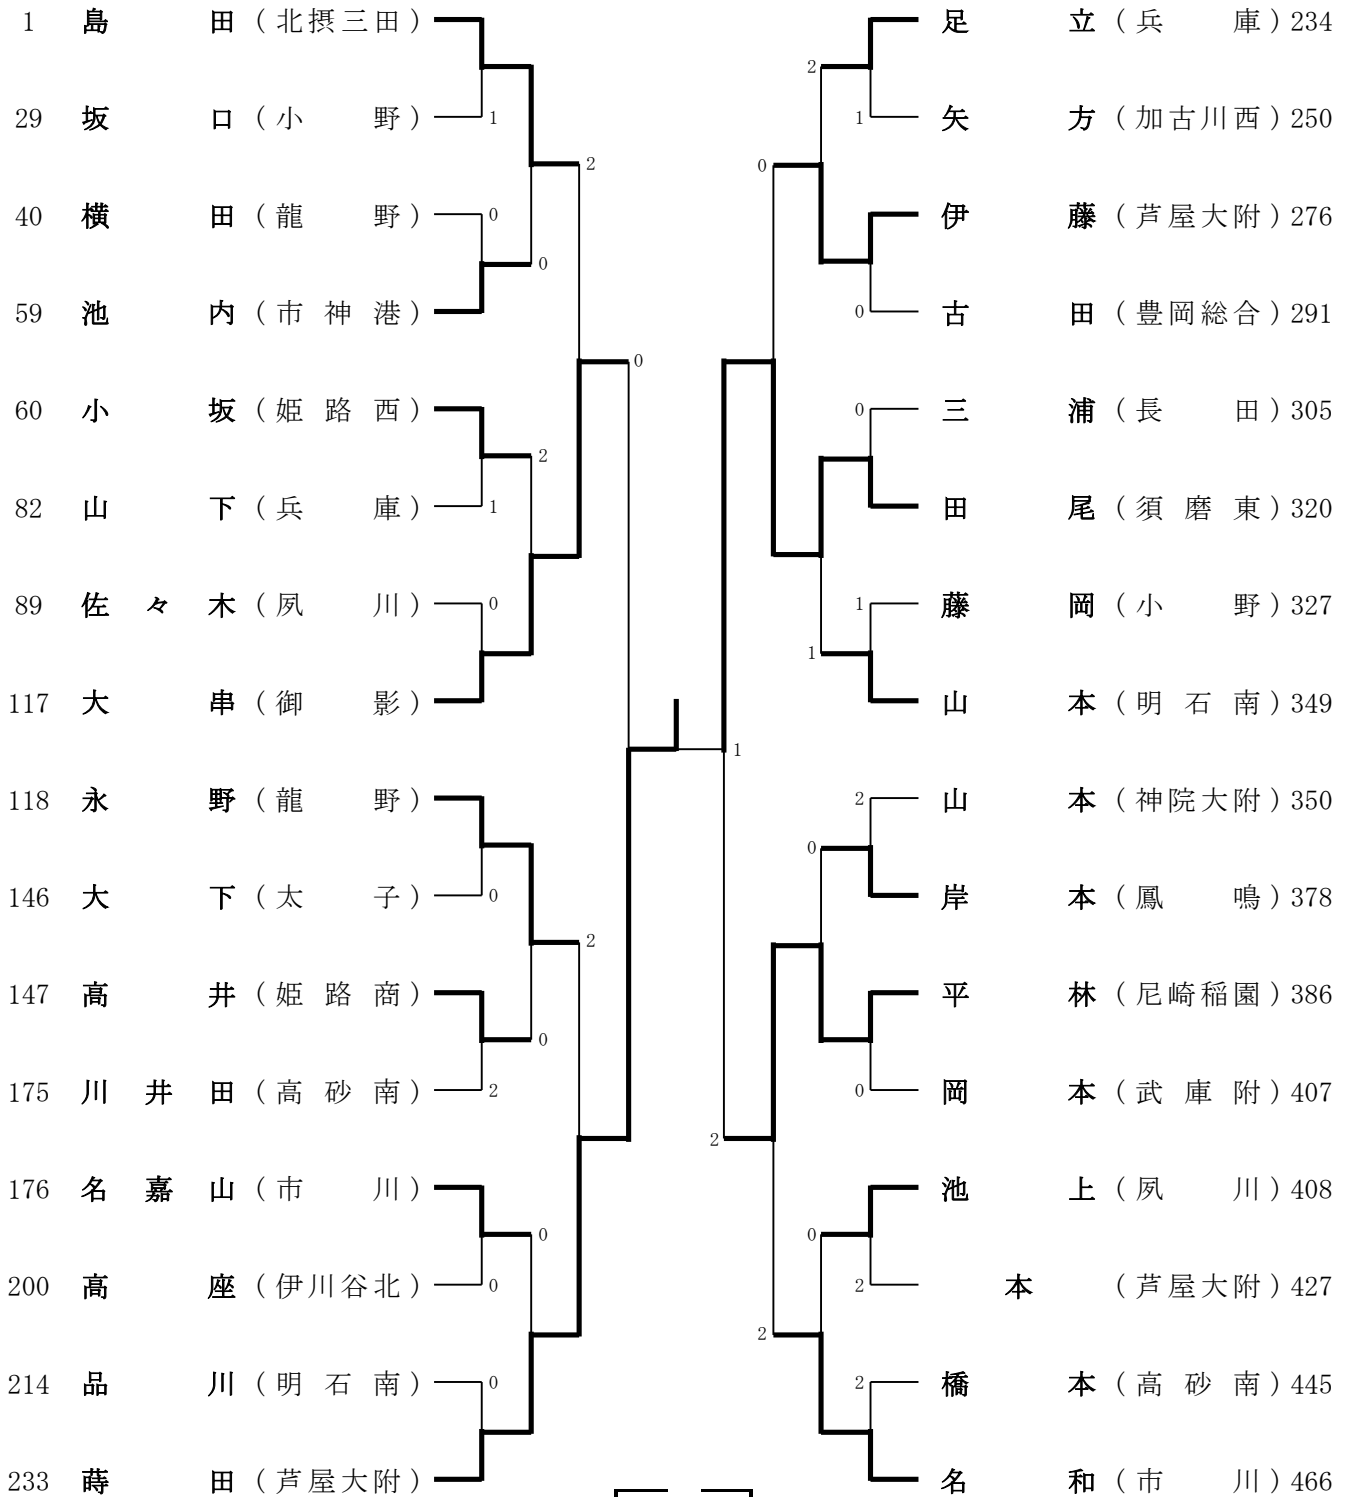 1 島田（北摂三田）
29 坂口（小野） 1
2
40 横田（龍野） 0
0
59 池内（市神港）
0
60 小坂（姫路西）
2
82 山下（兵庫） 1
89 佐々木（夙川） 0
117 大串（御影）
118 永野（龍野）
146 大下（太子） 0
2
147 高井（姫路商）
0
175 川井田（高砂南） 2
176 名嘉山（市川）
0
200 高座（伊川谷北） 0
214 品川（明石南） 0
233 蒔田（芦屋大附）
足立（兵庫）234
2
1 矢方（加古川西）250
0
伊藤（芦屋大附）276
0 古田（豊岡総合）291
0 三浦（長田）305
田尾（須磨東）320
1 藤岡（小野）327
1
山本（明石南）349
1
2 山本（神院大附）350
0
岸本（鳳鳴）378
平林（尼崎稲園）386
0 岡本（武庫附）407
2
池上（夙川）408
0
2 本（芦屋大附）427
2
2 橋本（高砂南）445
名和（市川）466